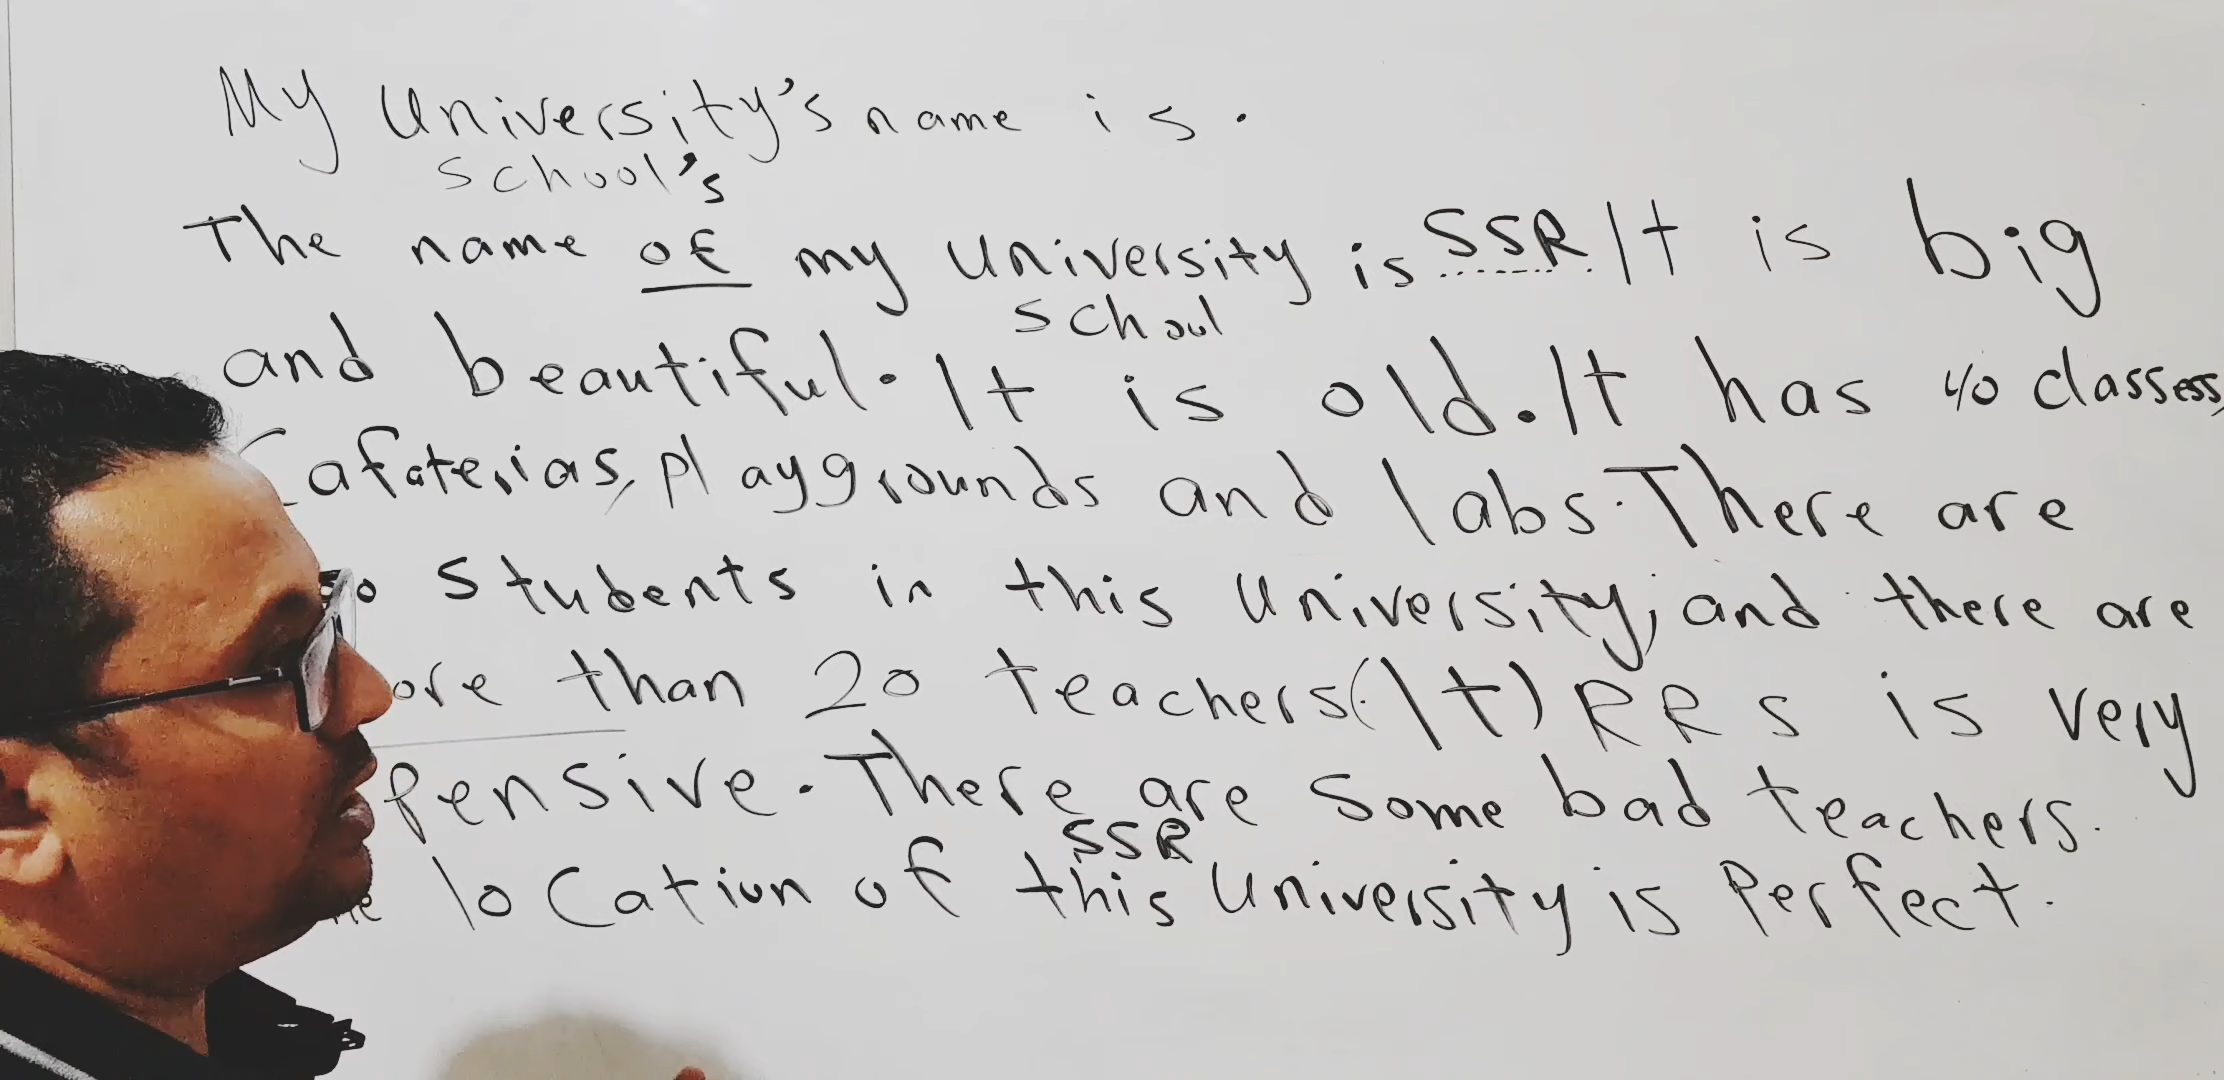 My University's name is .
school's
The name of my University is SSR. It is big
school
and beautiful. It is old. It has 40 classess,
Cafaterias, playgrounds and labs. There are
students in this University, and there are
ore than 20 teachers. (It) RRS is very
pensive. There are some bad teachers.
SSR
location of this University is Perfect.